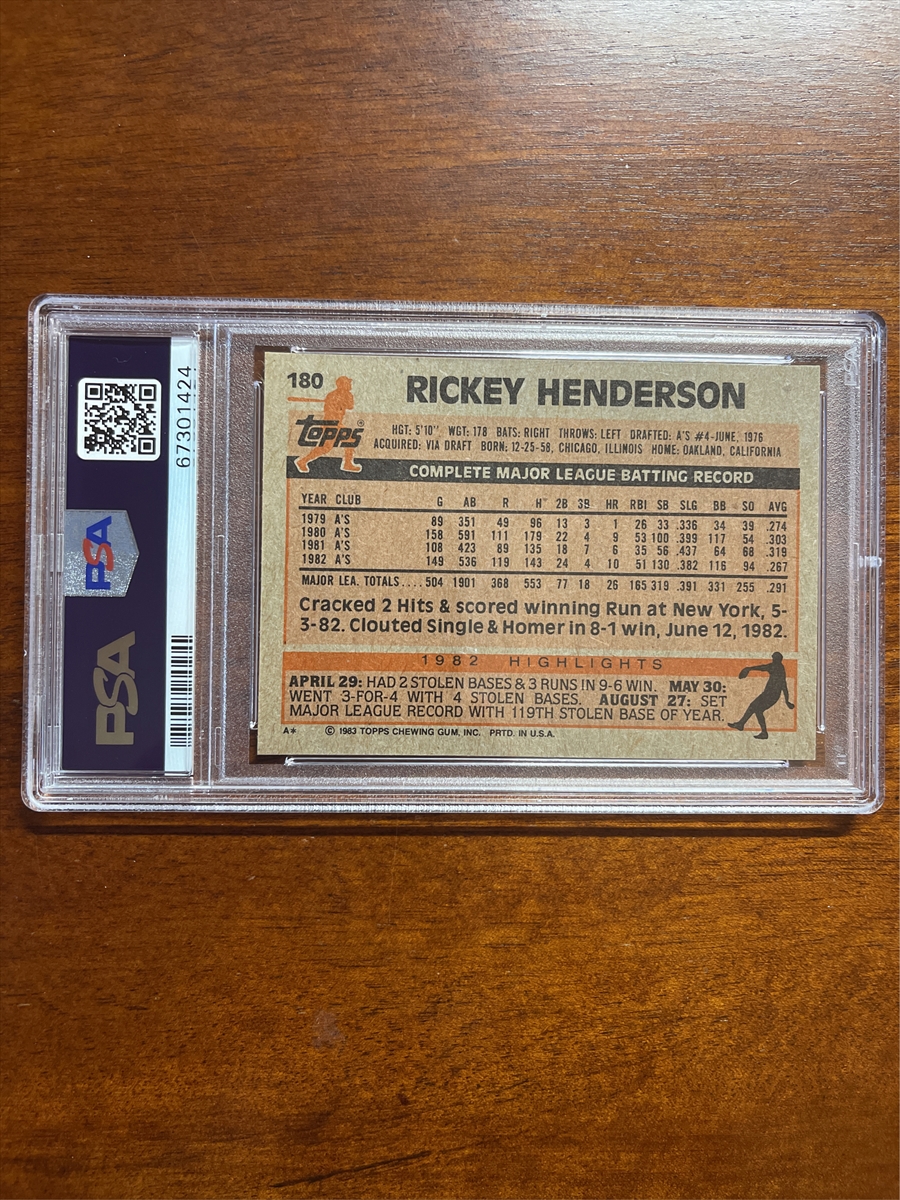 67301424
PSA
PSA
180
RICKEY HENDERSON
Topps®
HGT: 5'10" WGT: 178 BATS: RIGHT THROWS: LEFT DRAFTED: A'S #4-JUNE, 1976
ACQUIRED: VIA DRAFT BORN: 12-25-58, CHICAGO, ILLINOIS HOME: OAKLAND, CALIFORNIA
COMPLETE MAJOR LEAGUE BATTING RECORD
YEAR CLUB G AB R H 2B 3B HR RBI SB SLG BB SO AVG
1979 A'S 89 351 49 96 13 3 1 26 33 .336 34 39 .274
1980 A'S 158 591 111 179 22 4 9 53 100 .399 117 54 .303
1981 A'S 108 423 89 135 18 7 6 35 56 .437 64 68 .319
1982 A'S 149 536 119 143 24 4 10 51 130 .382 116 94 .267
MAJOR LEA. TOTALS.... 504 1901 368 553 77 18 26 165 319 .391 331 255 .291
Cracked 2 Hits & scored winning Run at New York, 5-
3-82. Clouted Single & Homer in 8-1 win, June 12, 1982.
1982 HIGHLIGHTS
APRIL 29: HAD 2 STOLEN BASES & 3 RUNS IN 9-6 WIN. MAY 30:
WENT 3-FOR-4 WITH 4 STOLEN BASES. AUGUST 27: SET
MAJOR LEAGUE RECORD WITH 119TH STOLEN BASE OF YEAR.
A* © 1983 TOPPS CHEWING GUM, INC. PRTD. IN U.S.A.